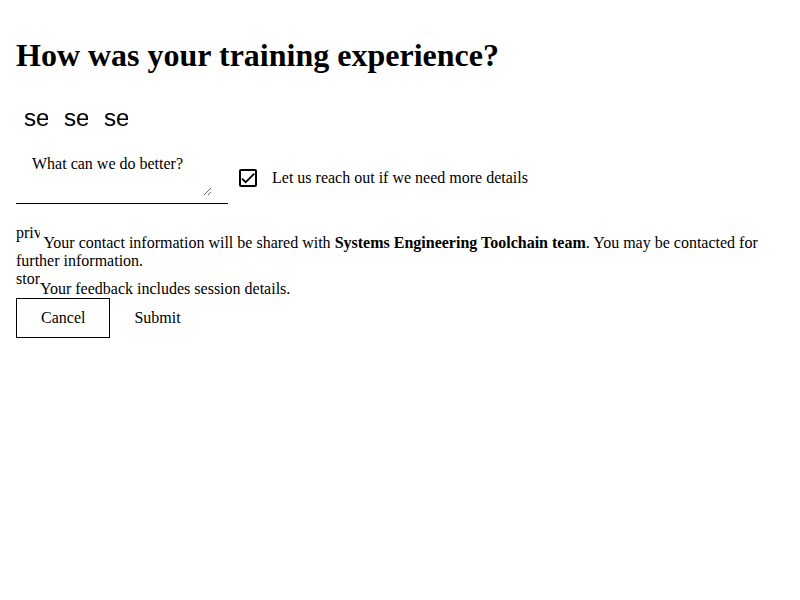 How was your training experience?
se se se
What can we do better?
Let us reach out if we need more details
priv Your contact information will be shared with Systems Engineering Toolchain team. You may be contacted for
further information.
stor Your feedback includes session details.
Cancel Submit